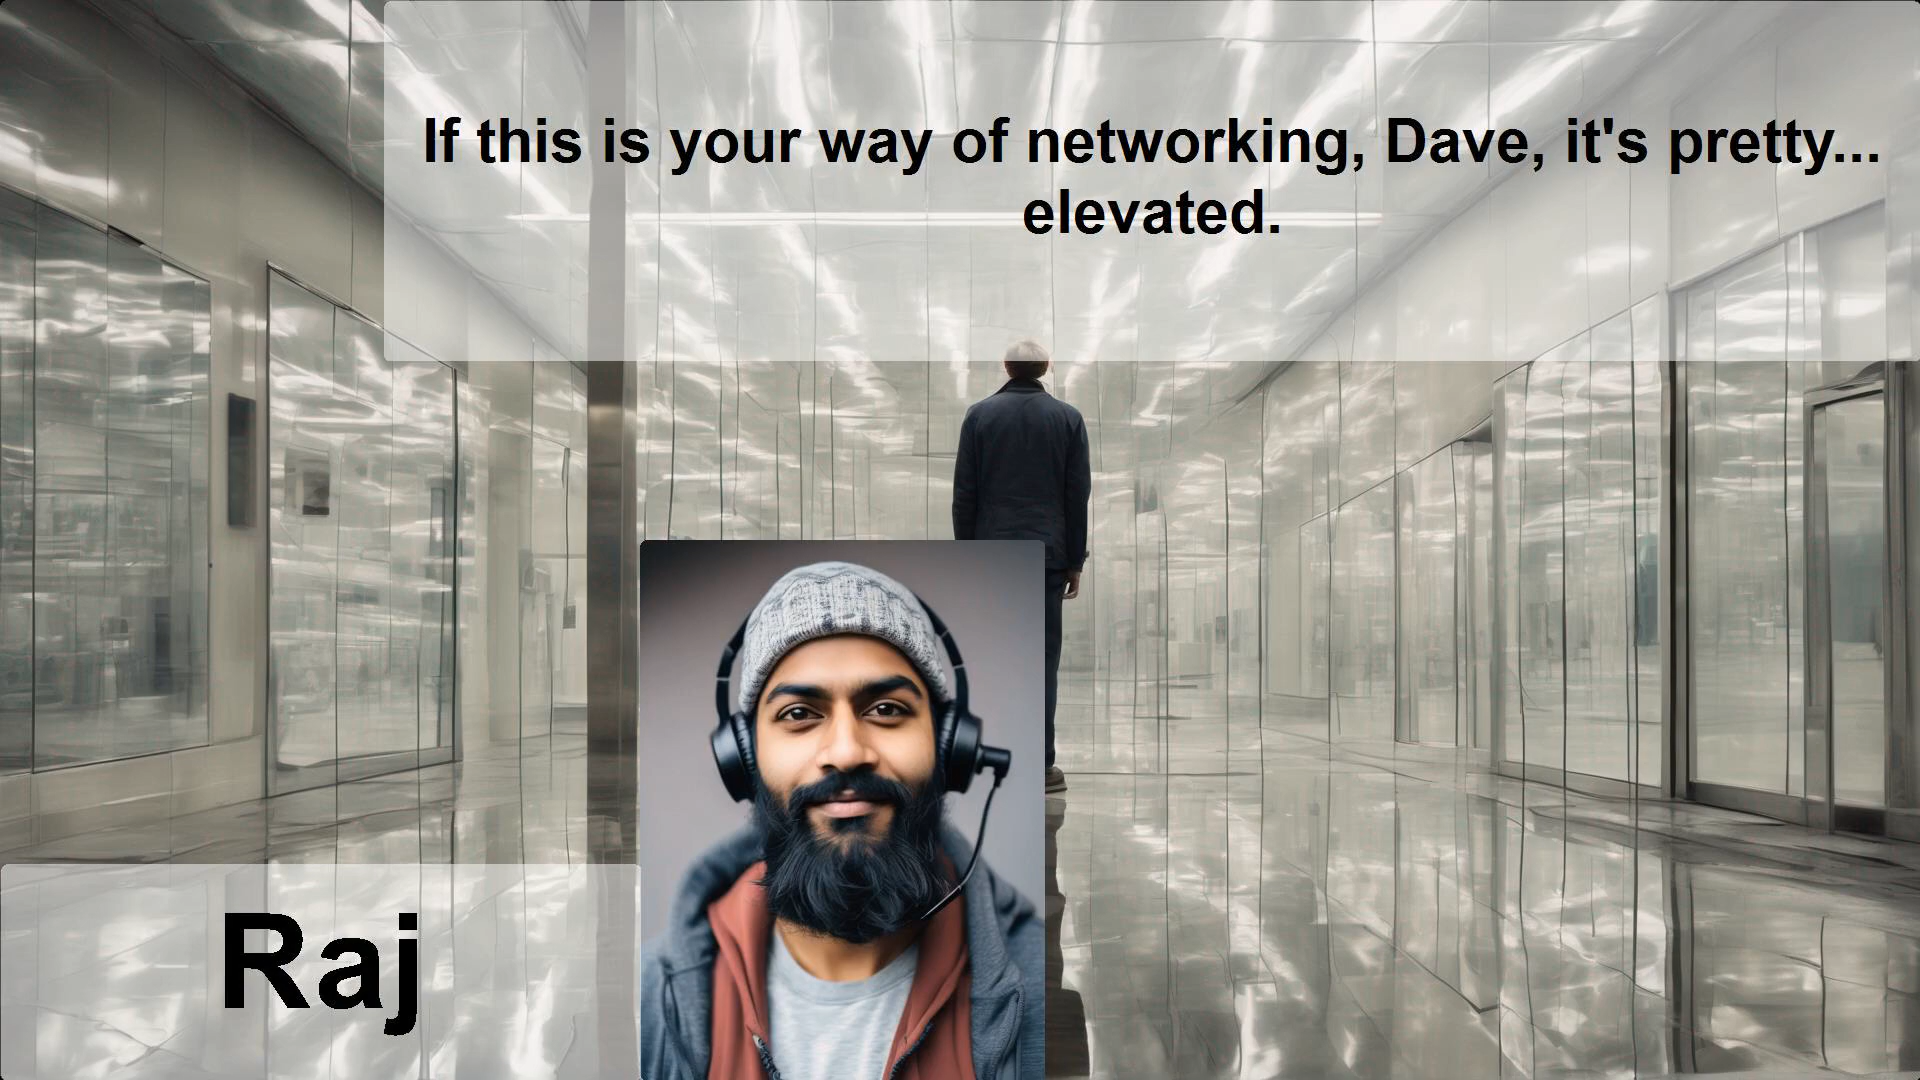 If this is your way of networking, Dave, it's pretty...
elevated.
Raj